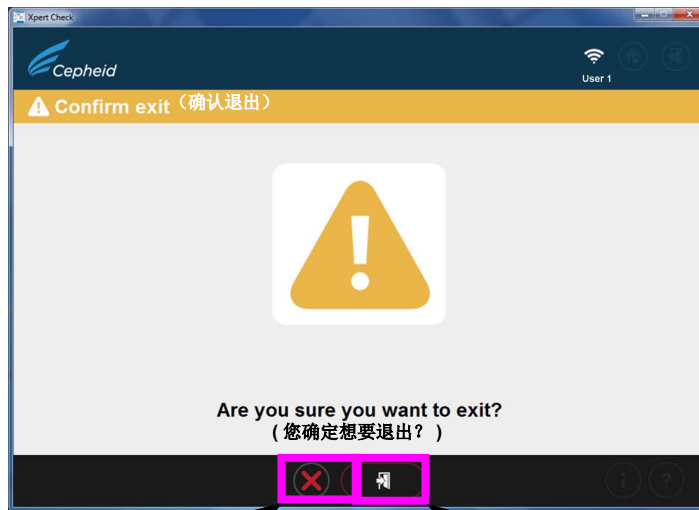 Xpert Check
Cepheid
User 1
Confirm exit（确认退出）
Are you sure you want to exit?
( 您确定想要退出？ )